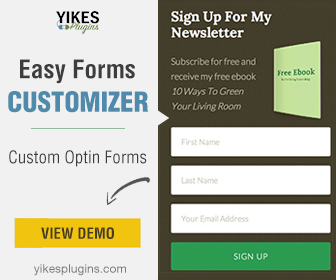 YIKES
Plugins
Easy Forms
CUSTOMIZER
Custom Optin Forms
VIEW DEMO
yikesplugins.com
Sign Up For My
Newsletter
Subscribe for free and
receive my free ebook
10 Ways To Green
Your Living Room
Free Ebook
First Name
Last Name
Your Email Address
SIGN UP